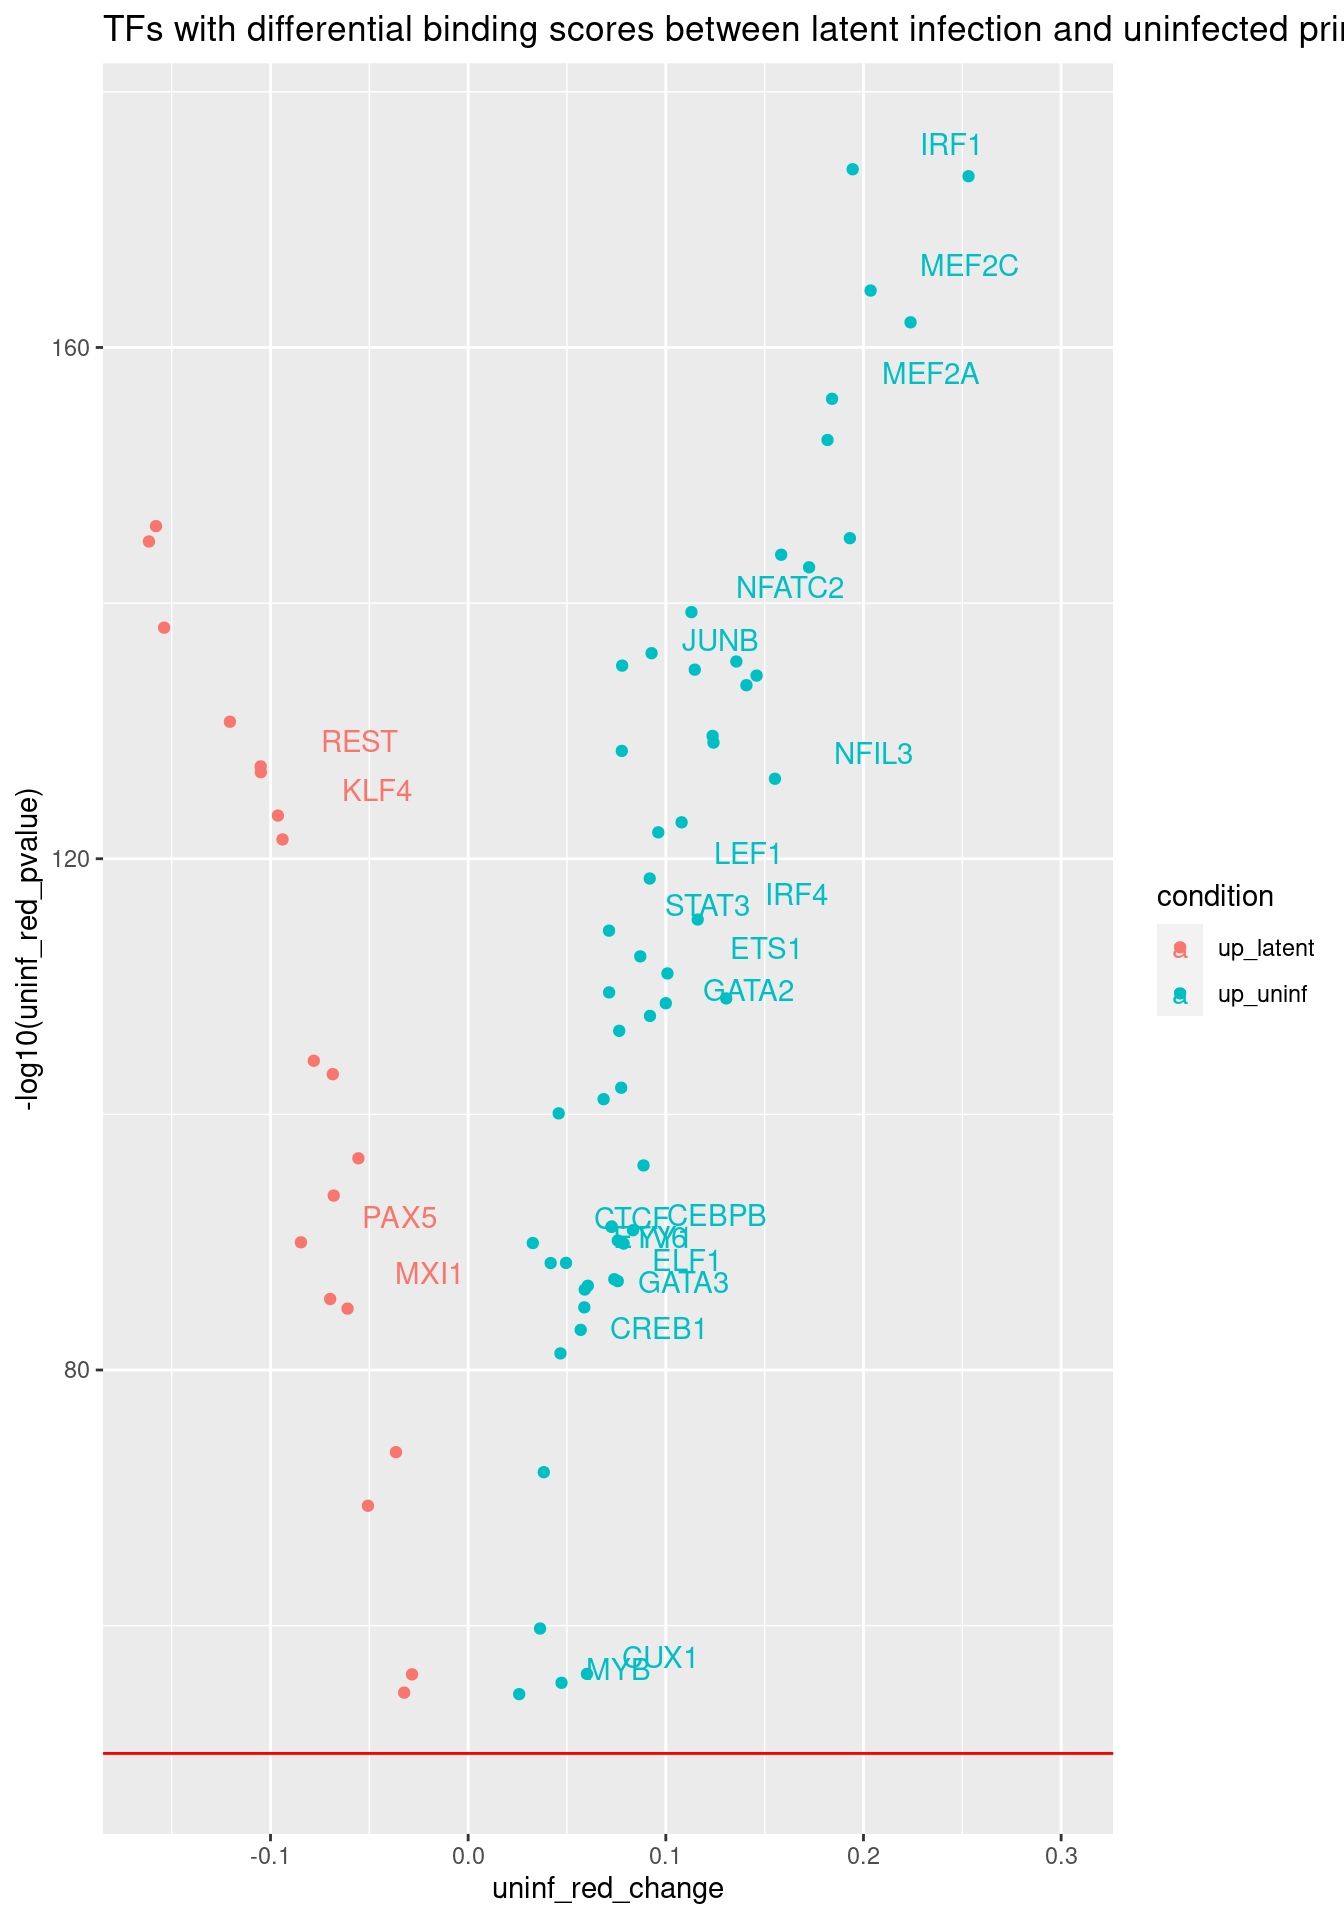 TFs with differential binding scores between latent infection and uninfected pri
IRF1
MEF2C
160
MEF2A
NFATC2
JUNB
REST
NFIL3
KLF4
-log10(uninf_red_pvalue)
120
LEF1
IRF4
STAT3
ETS1
GATA2
condition
a up_latent
a up_uninf
CTCF
CEBPB
YY1
PAX5
ELF1
MXI1
GATA3
CREB1
80
CUX1
MYB
-0.1 0.0 0.1 0.2 0.3
uninf_red_change